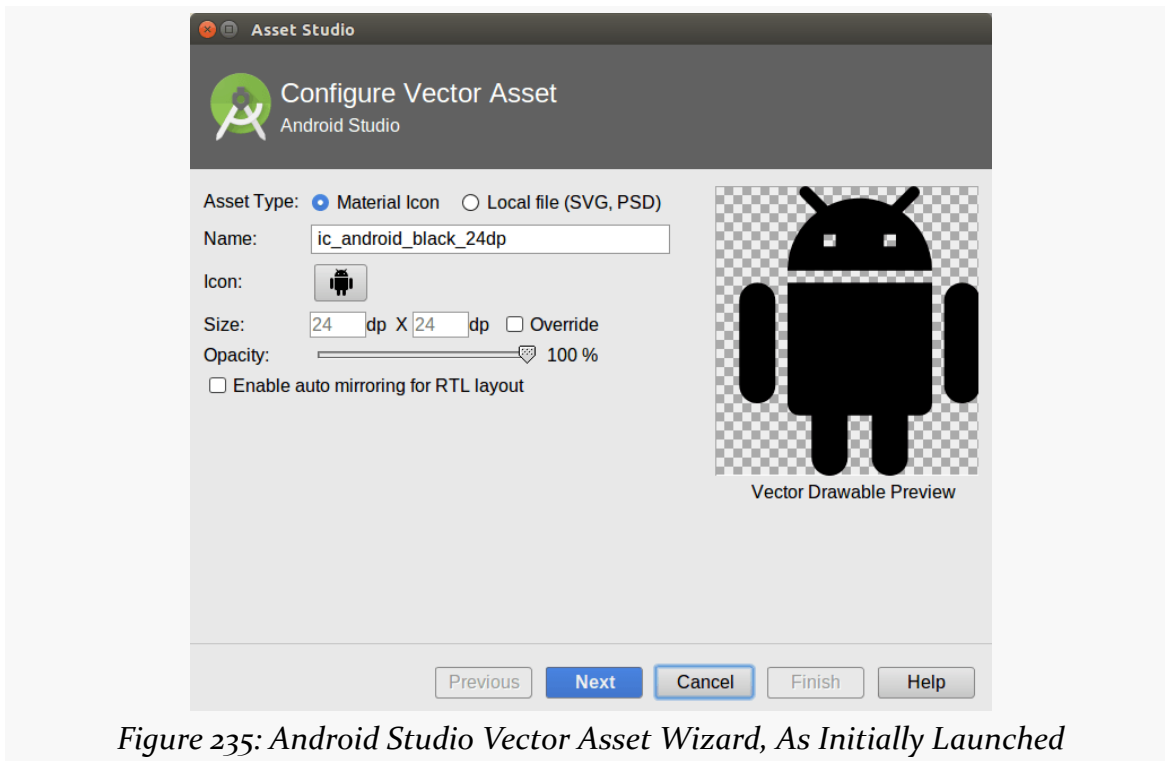 Asset Studio
Configure Vector Asset
Android Studio
Asset Type: Material Icon Local file (SVG, PSD)
Name: ic_android_black_24dp
Icon:
Size: 24 dp X 24 dp Override
Opacity: 100 %
Enable auto mirroring for RTL layout
Vector Drawable Preview
Previous Next Cancel Finish Help
Figure 235: Android Studio Vector Asset Wizard, As Initially Launched